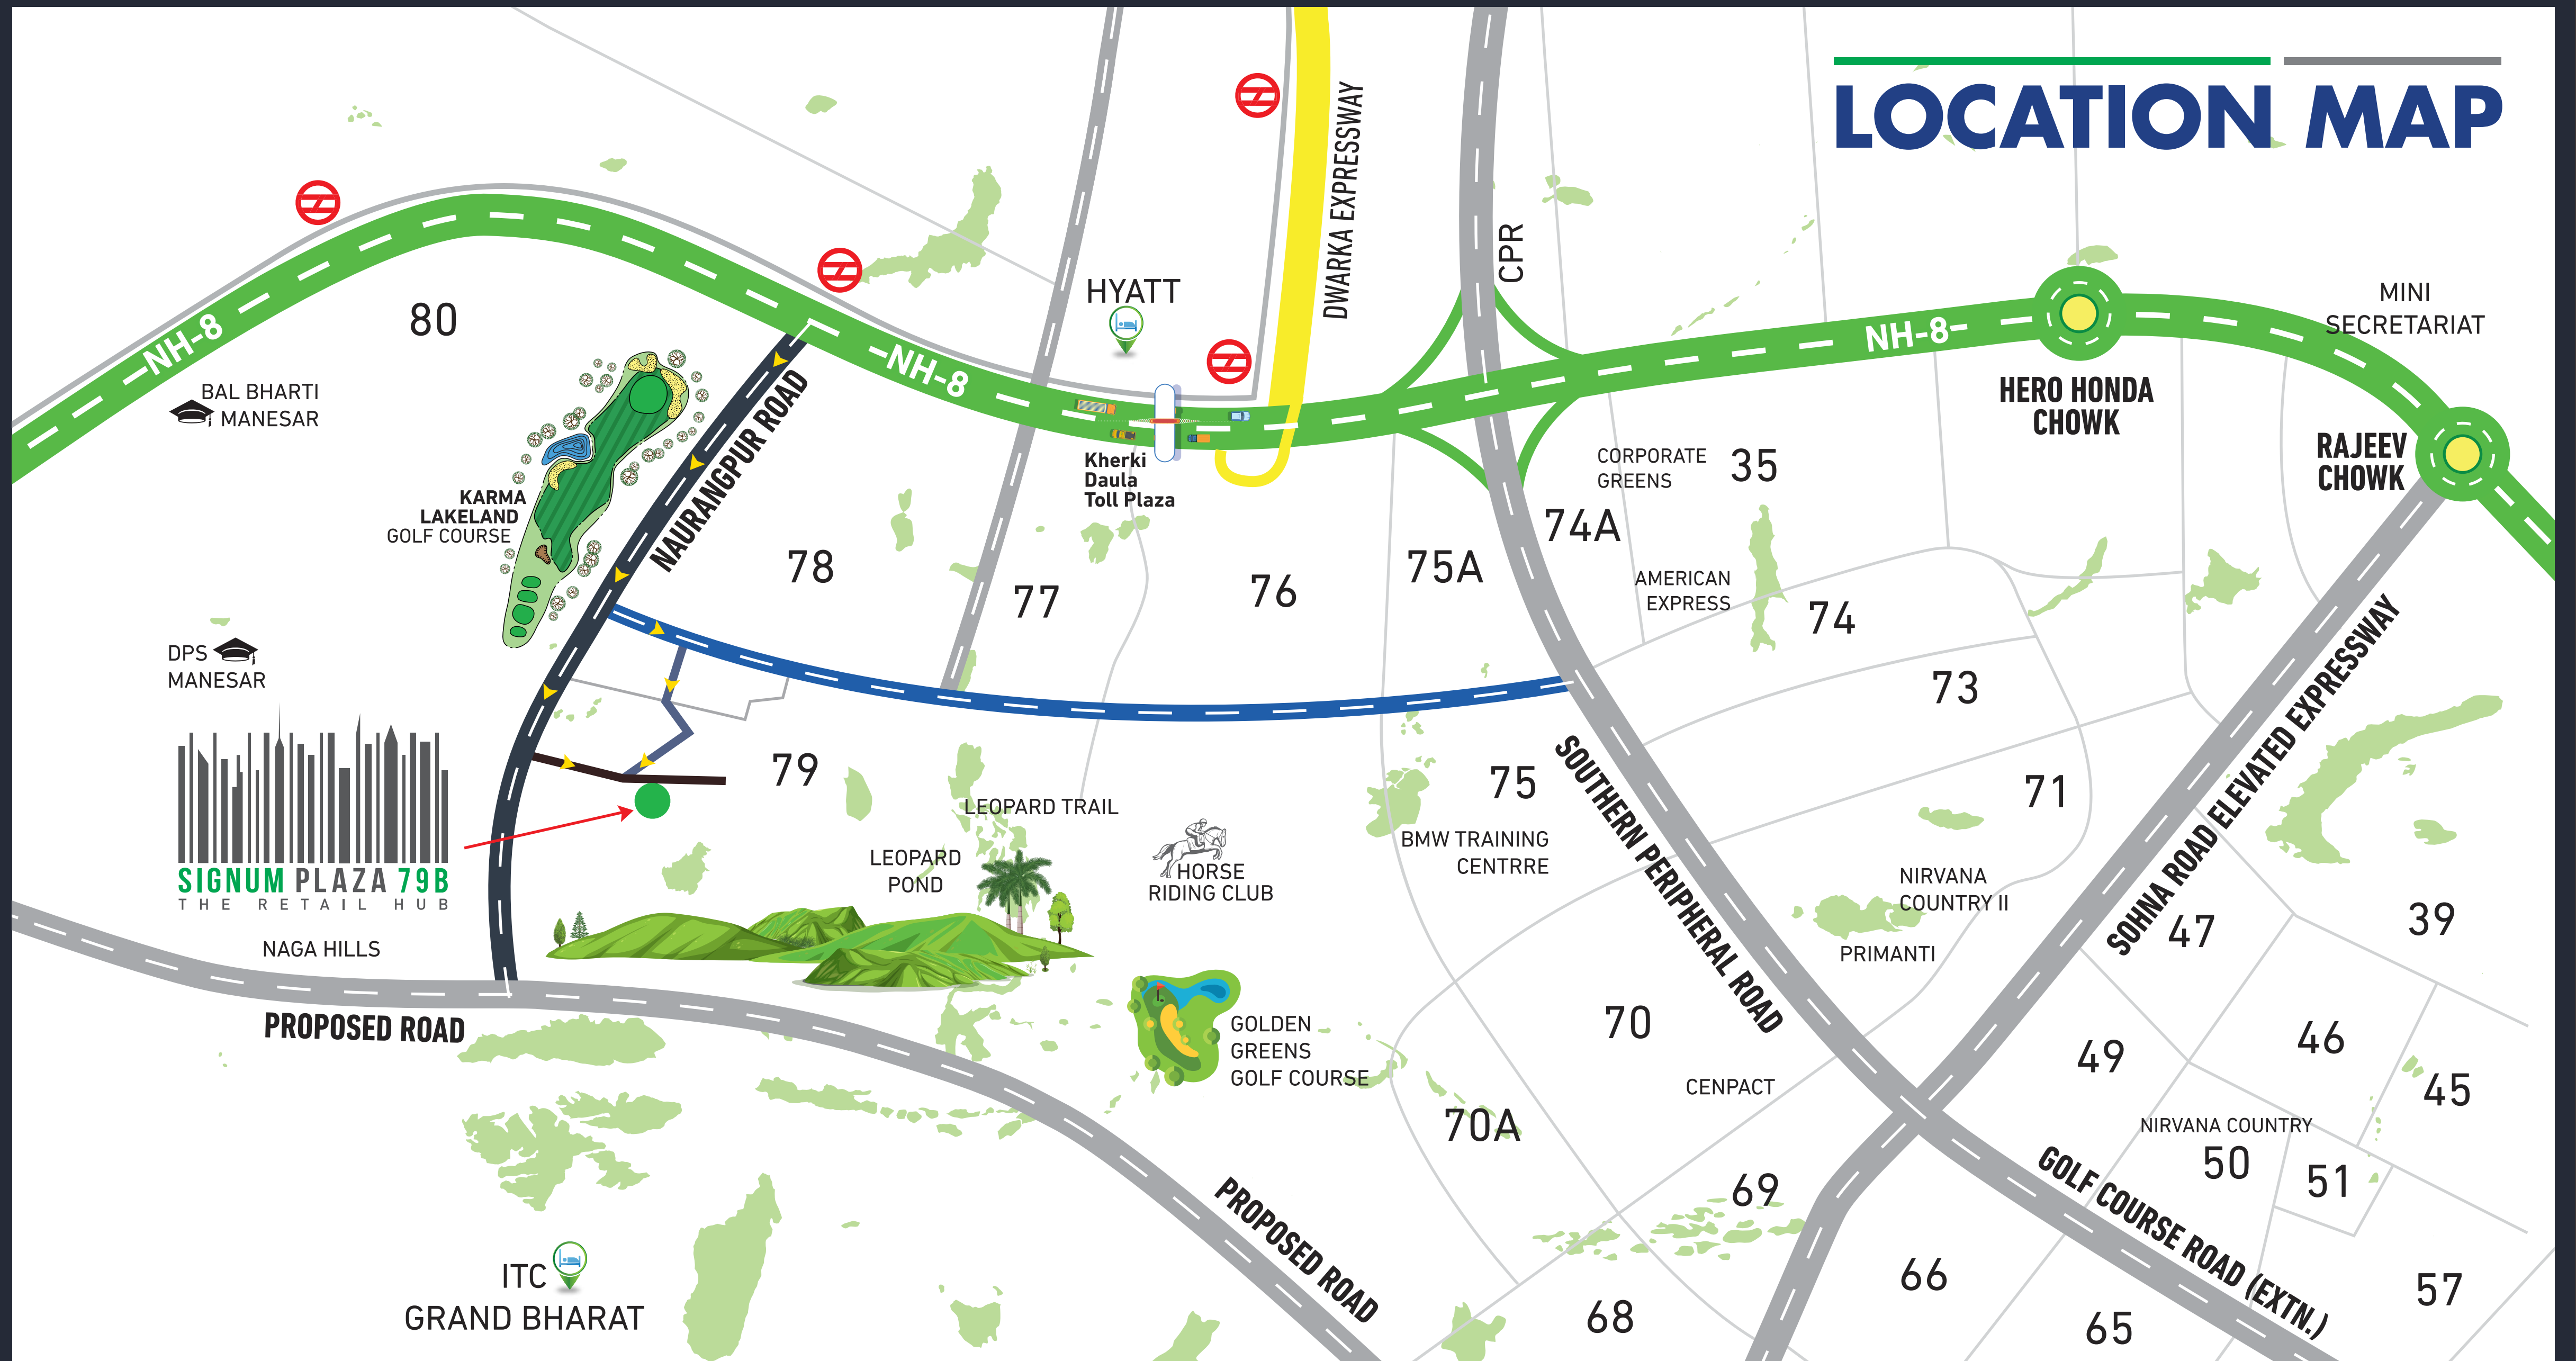 LOCATION MAP
DWARKA EXPRESSWAY
CPR
HYATT
80
NH-8
NH-8
NH-8
MINI
SECRETARIAT
HERO HONDA
CHOWK
RAJEEV
CHOWK
BAL BHARTI
MANESAR
NAURANGPUR ROAD
Kherki
Daula
Toll Plaza
CORPORATE
GREENS
35
KARMA
LAKELAND
GOLF COURSE
74A
78
77
76
75A
AMERICAN
EXPRESS
74
DPS
MANESAR
73
79
75
71
SOUTHERN PERIPHERAL ROAD
SOHNA ROAD ELEVATED EXPRESSWAY
LEOPARD TRAIL
LEOPARD
POND
HORSE
RIDING CLUB
BMW TRAINING
CENTRRE
SIGNUM PLAZA 79B
THE RETAIL HUB
NIRVANA
COUNTRY II
PRIMANTI
47
39
NAGA HILLS
PROPOSED ROAD
GOLDEN
GREENS
GOLF COURSE
70
49
46
45
CENPACT
70A
NIRVANA COUNTRY
50
51
69
GOLF COURSE ROAD (EXTN.)
PROPOSED ROAD
ITC
GRAND BHARAT
66
57
68
65